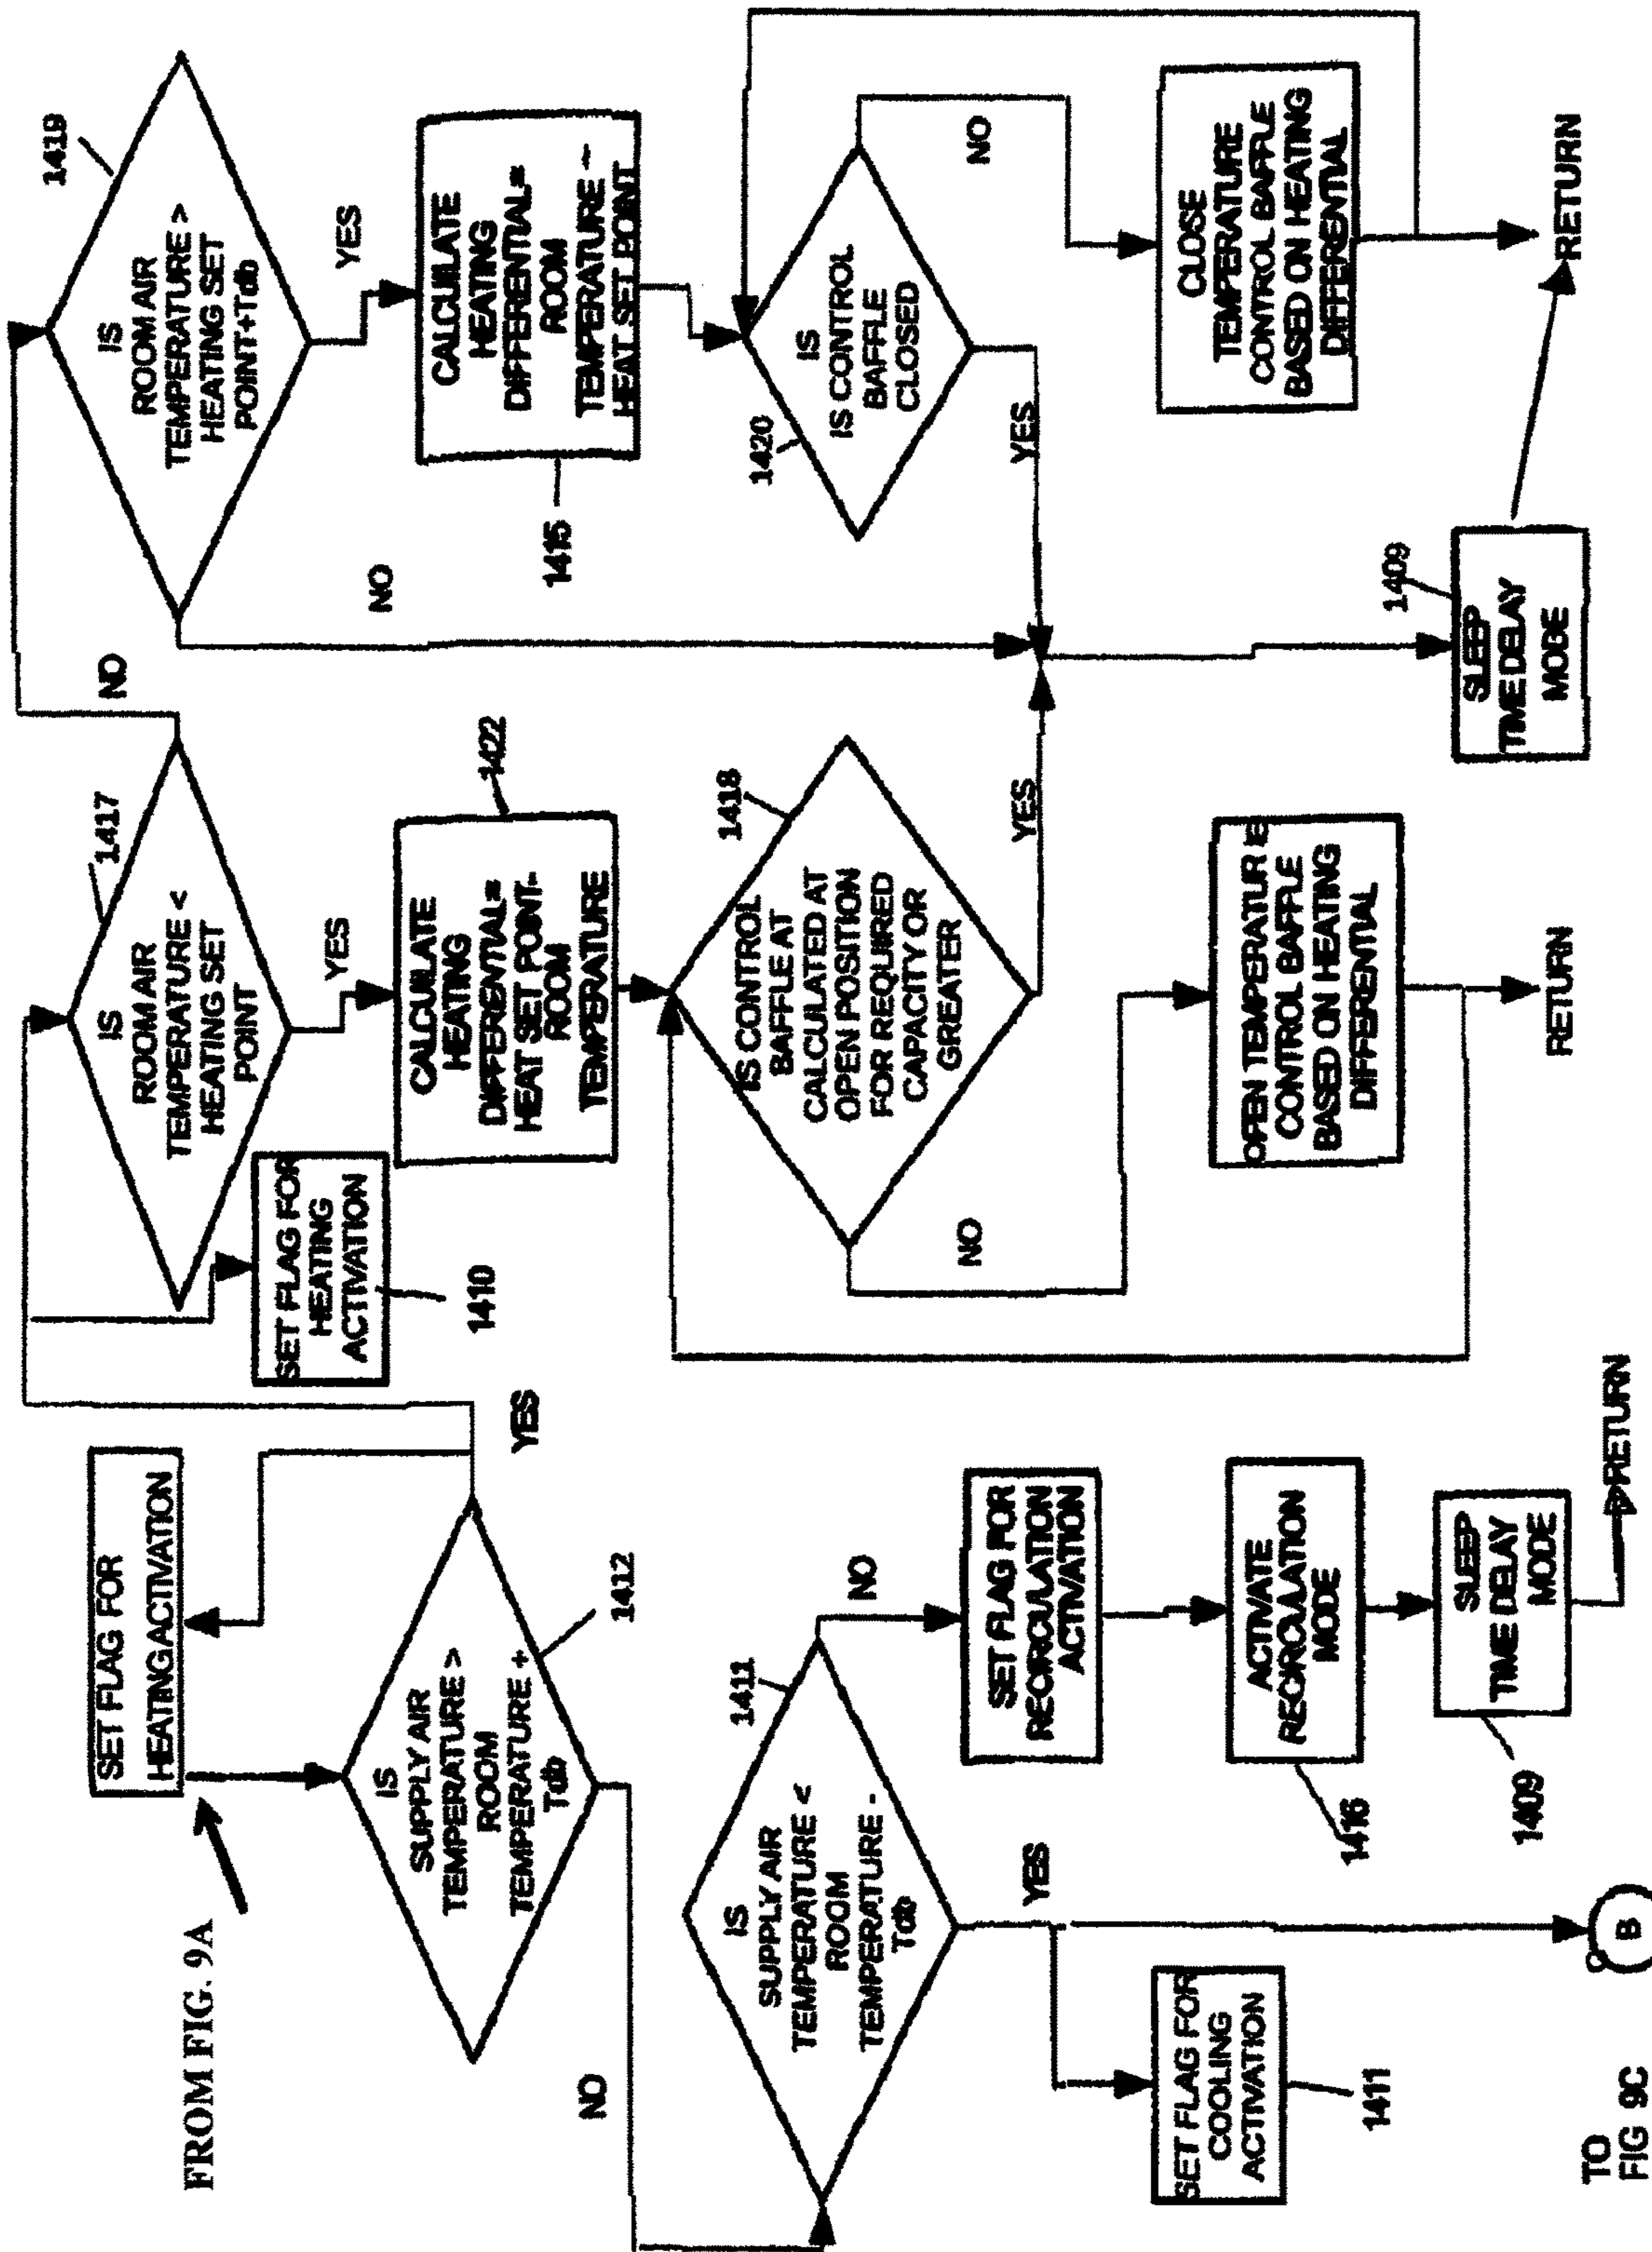 FROM FIG. 9A
SET FLAG FOR
HEATING ACTIVATION
IS
SUPPLY AIR
TEMPERATURE >
ROOM
TEMPERATURE +
Tdb
1412
YES
NO
IS
SUPPLY AIR
TEMPERATURE <
ROOM
TEMPERATURE -
Tdb
1411
YES
NO
SET FLAG FOR
COOLING
ACTIVATION
1411
TO
FIG 9C
B
SET FLAG FOR
RECIRCULATION
ACTIVATION
ACTIVATE
RECIRCULATION
MODE
1416
SLEEP
TIME DELAY
MODE
1409
RETURN
SET FLAG FOR
HEATING
ACTIVATION
1410
IS
ROOM AIR
TEMPERATURE <
HEATING SET
POINT
1417
YES
NO
CALCULATE
HEATING
DIFFERENTIAL=
HEAT SET POINT-
ROOM
TEMPERATURE
1422
IS CONTROL
BAFFLE AT
CALCULATED AT
OPEN POSITION
FOR REQUIRED
CAPACITY OR
GREATER
1418
YES
NO
OPEN TEMPERATUR E
CONTROL BAFFLE
BASED ON HEATING
DIFFERENTIAL
RETURN
IS
ROOM AIR
TEMPERATURE >
HEATING SET
POINT+Tdb
1419
YES
NO
CALCUILATE
HEATING
DIFFERENTIAL=
ROOM
TEMPERATURE -
HEAT SET POINT
1415
IS
IS CONTROL
BAFFLE
CLOSED
1420
YES
NO
CLOSE
TEMPERATURE
CONTROL BAFFLE
BASED ON HEATING
DIFFERENTIAL
SLEEP
TIME DELAY
MODE
1409
RETURN